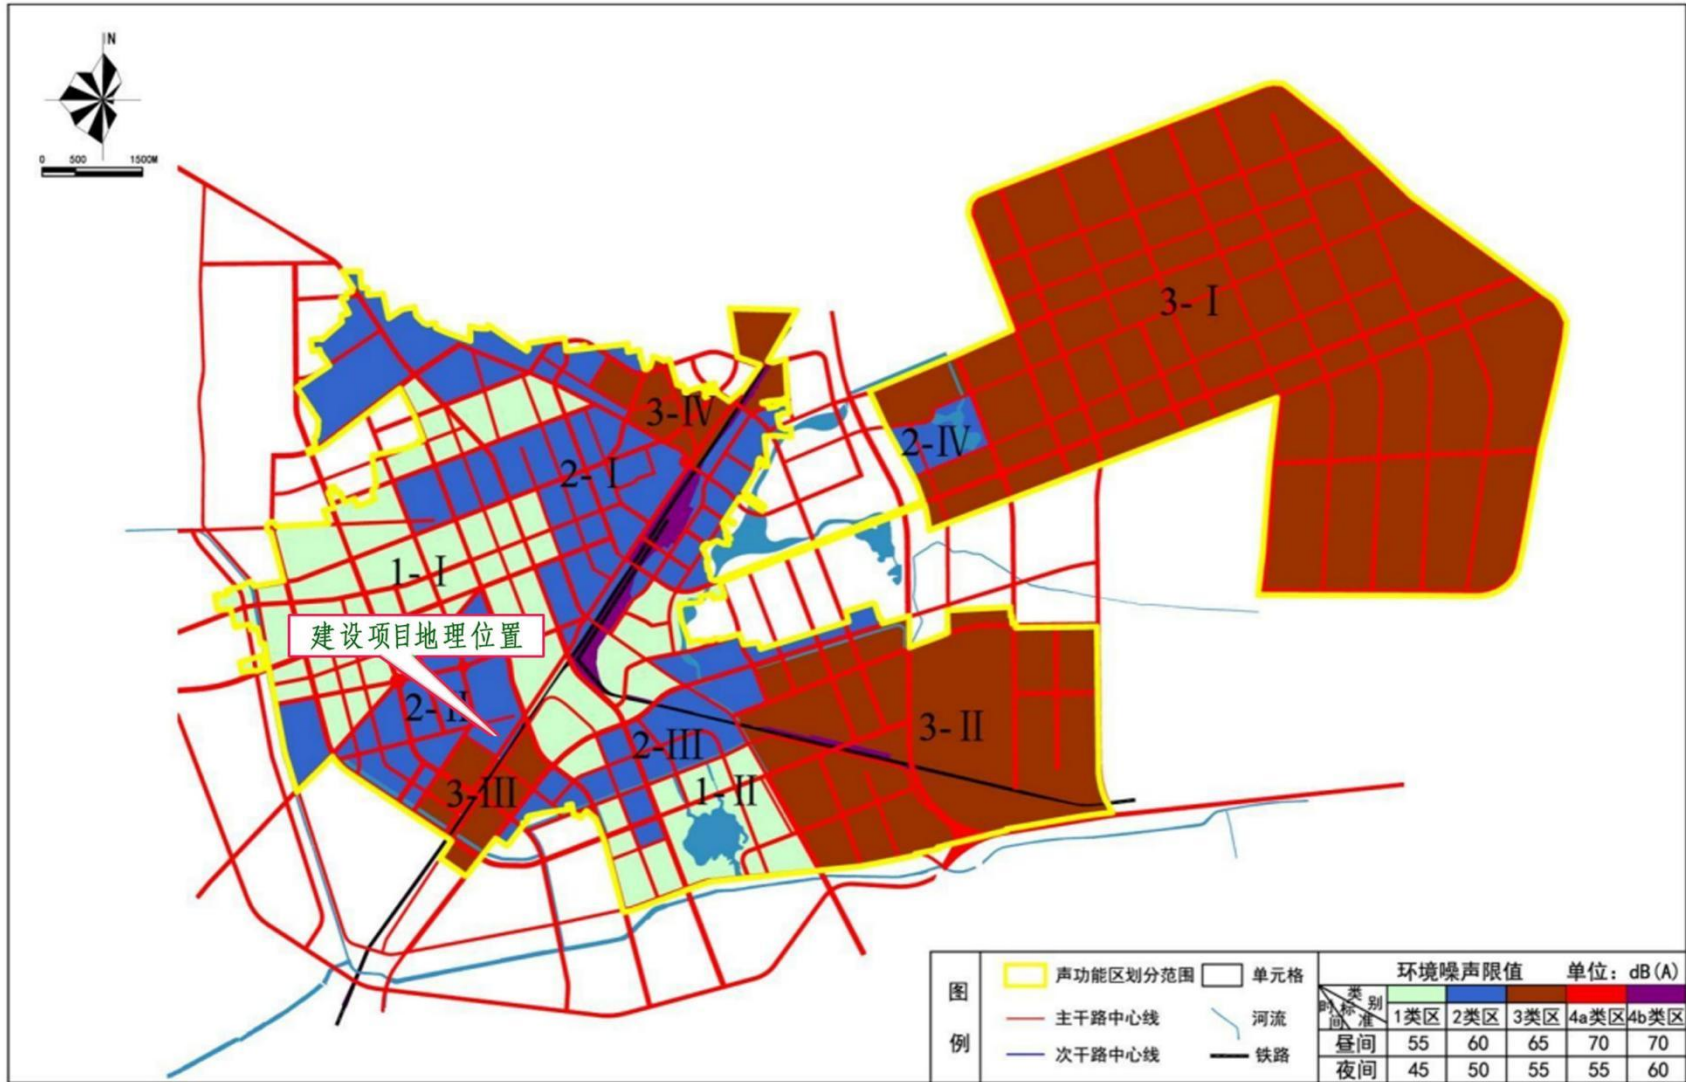 N
0 500 1500M
3-Ⅰ
3-Ⅳ
2-Ⅳ
2-Ⅰ
1-Ⅰ
建设项目地理位置
2-Ⅱ
3-Ⅱ
2-Ⅲ
3-Ⅲ
1-Ⅱ
图例
声功能区划分范围 单元格
主干路中心线 河流
次干路中心线 铁路
环境噪声限值 单位：dB(A)
类别 标准 时间 1类区 2类区 3类区 4a类区 4b类区
昼间 55 60 65 70 70
夜间 45 50 55 55 60